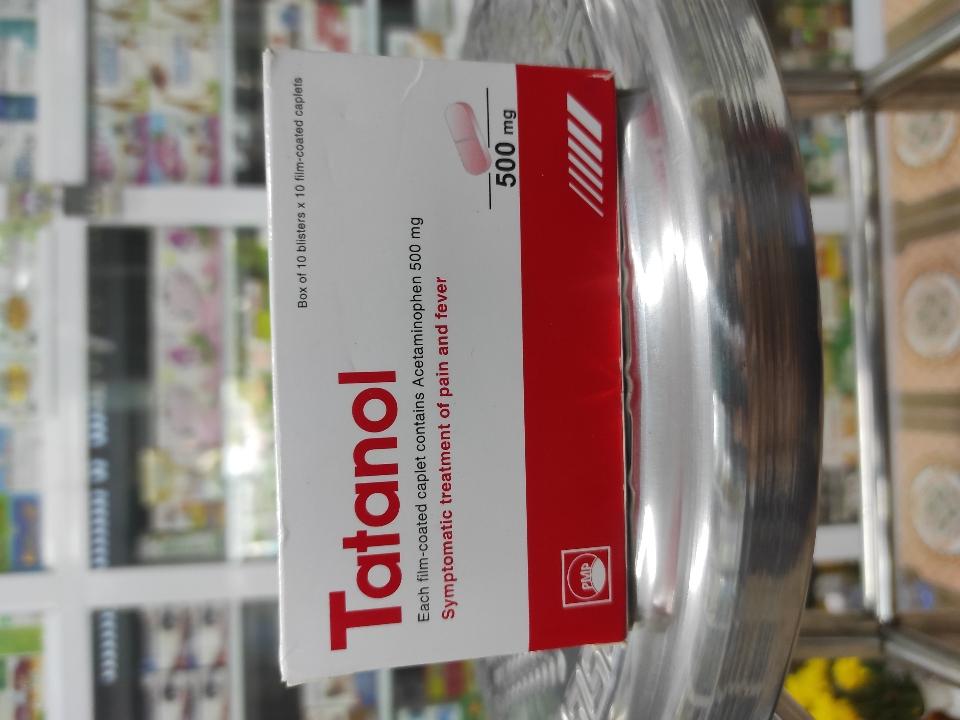 Box of 10 blisters x 10 film-coated caplets
Tatanol
Each film-coated caplet contains Acetaminophen 500 mg
Symptomatic treatment of pain and fever
500 mg
PMP